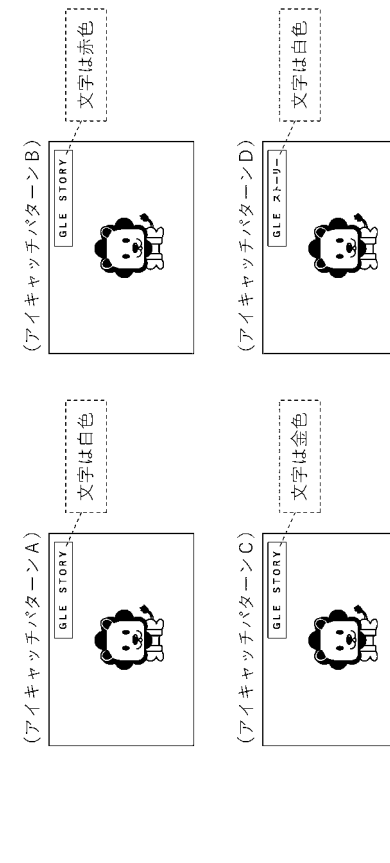 (アイキャッチパターンA)
GLE STORY
文字は白色
(アイキャッチパターンB)
GLE STORY
文字は赤色
(アイキャッチパターンC)
GLE STORY
文字は金色
(アイキャッチパターンD)
GLE ストーリー
文字は白色